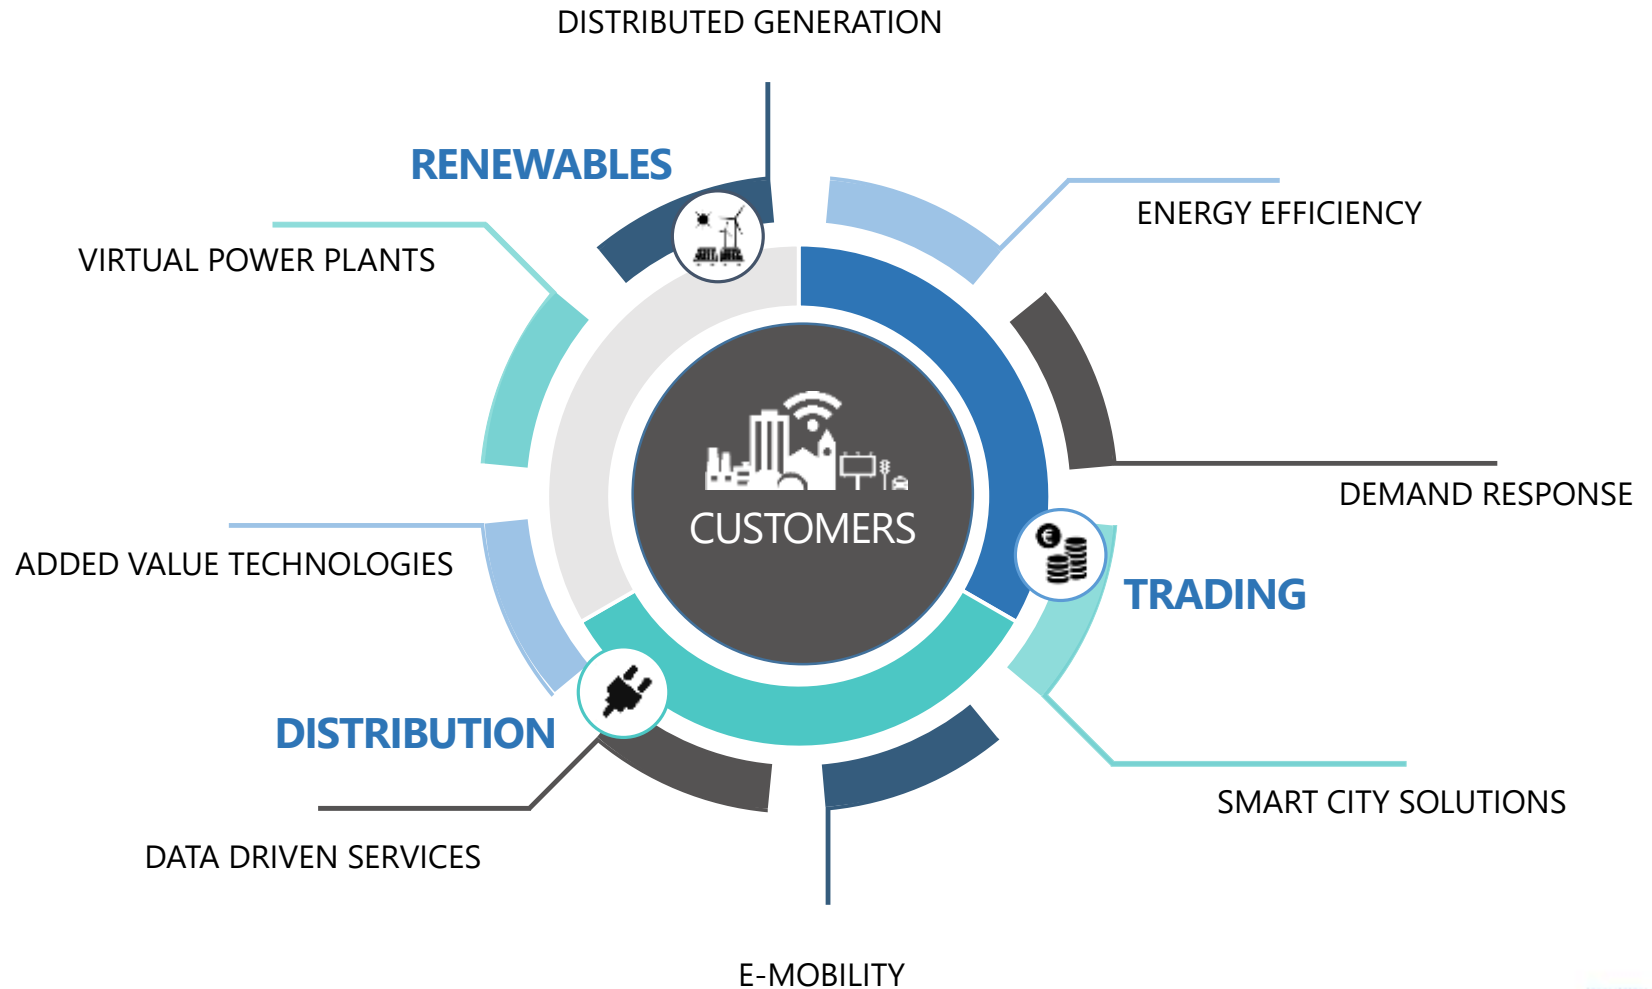 DISTRIBUTED GENERATION
RENEWABLES
ENERGY EFFICIENCY
VIRTUAL POWER PLANTS
DEMAND RESPONSE
CUSTOMERS
ADDED VALUE TECHNOLOGIES
€
TRADING
DISTRIBUTION
SMART CITY SOLUTIONS
DATA DRIVEN SERVICES
E-MOBILITY